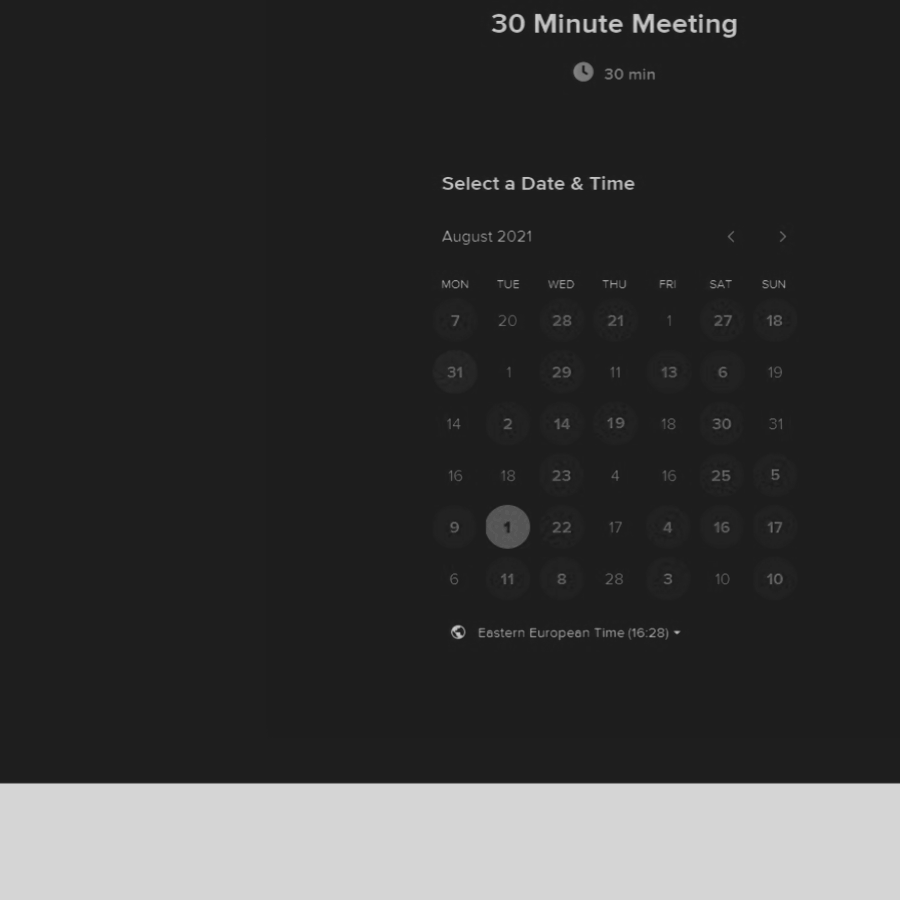 30 Minute Meeting
30 min
Select a Date & Time
August 2021
MON TUE WED THU FRI SAT SUN
7 20 28 21 1 27 18
31 1 29 11 13 6 19
14 2 14 19 18 30 31
16 18 23 4 16 25 5
9 1 22 17 4 16 17
6 11 8 28 3 10 10
Eastern European Time (16:28)